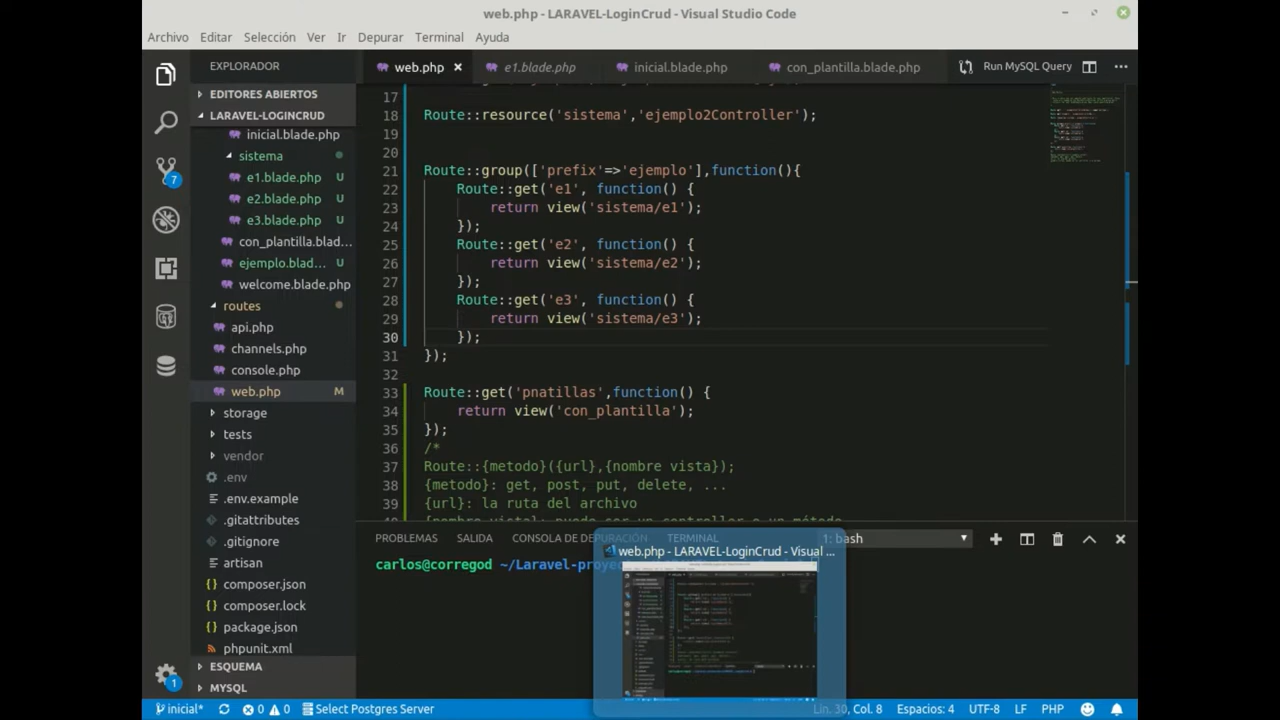 web.php - LARAVEL-LoginCrud - Visual Studio Code
Archivo Editar Selección Ver Ir Depurar Terminal Ayuda
EXPLORADOR
web.php
e1.blade.php
inicial.blade.php
con_plantilla.blade.php
Run MySQL Query
EDITORES ABIERTOS
LARAVEL-LOGINCRUD
inicial.blade.php
sistema
e1.blade.php U
e2.blade.php U
e3.blade.php U
con_plantilla.blad...
ejemplo.blad... U
welcome.blade.php
routes
api.php
channels.php
console.php
web.php M
storage
tests
vendor
.env
.env.example
.gitattributes
.gitignore
artisan
composer.json
composer.lock
package.json
phpunit.xml
ESQUEMA
MYSQL
7
1
17
18 Route::resource('sistema','ejemplo2Controller');
19
20
21 Route::group(['prefix'=>'ejemplo'],function(){
22 Route::get('e1', function() {
23 return view('sistema/e1');
24 });
25 Route::get('e2', function() {
26 return view('sistema/e2');
27 });
28 Route::get('e3', function() {
29 return view('sistema/e3');
30 });
31 });
32
33 Route::get('pnatillas',function() {
34 return view('con_plantilla');
35 });
36 /*
37 Route::{metodo}({url},{nombre vista});
38 {metodo}: get, post, put, delete, ...
39 {url}: la ruta del archivo
{nombre vista}: puede ser un controller o un método
PROBLEMAS SALIDA CONSOLA DE DEPURACIÓN TERMINAL
1: bash
web.php - LARAVEL-LoginCrud - Visual ...
carlos@corregod ~/Laravel-proye
inicial* 0 0 Select Postgres Server
Lín. 30, Col. 8 Espacios: 4 UTF-8 LF PHP